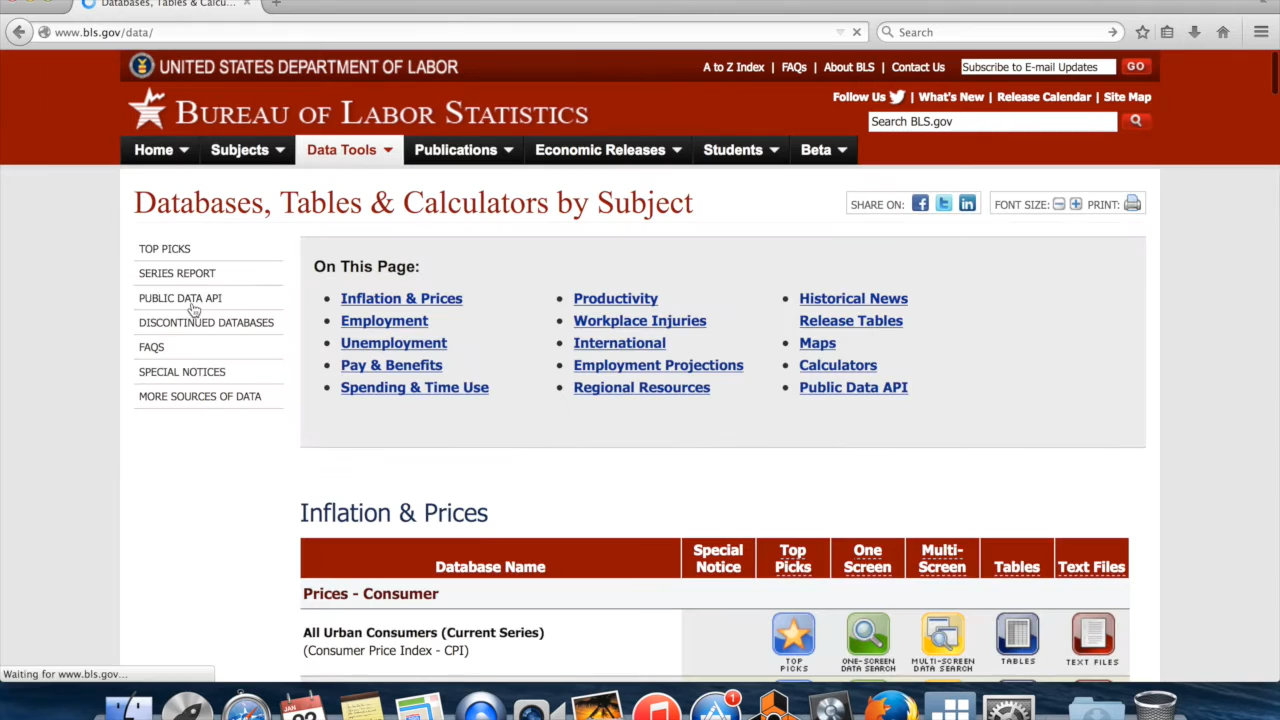 Databases, Tables & Calcu...
www.bls.gov/data/
Search
UNITED STATES DEPARTMENT OF LABOR
A to Z Index | FAQs | About BLS | Contact Us
Subscribe to E-mail Updates GO
BUREAU OF LABOR STATISTICS
Follow Us | What's New | Release Calendar | Site Map
Search BLS.gov
Home Subjects Data Tools Publications Economic Releases Students Beta
Databases, Tables & Calculators by Subject
SHARE ON: FONT SIZE: PRINT:
TOP PICKS
SERIES REPORT
PUBLIC DATA API
DISCONTINUED DATABASES
FAQS
SPECIAL NOTICES
MORE SOURCES OF DATA
On This Page:
Inflation & Prices
Employment
Unemployment
Pay & Benefits
Spending & Time Use
Productivity
Workplace Injuries
International
Employment Projections
Regional Resources
Historical News
Release Tables
Maps
Calculators
Public Data API
Inflation & Prices
Database Name
Special
Notice
Top
Picks
One
Screen
Multi-
Screen
Tables
Text Files
Prices - Consumer
All Urban Consumers (Current Series)
(Consumer Price Index - CPI)
TOP
PICKS
ONE-SCREEN
DATA SEARCH
MULTI-SCREEN
DATA SEARCH
TABLES
TEXT FILES
Waiting for www.bls.gov...
1